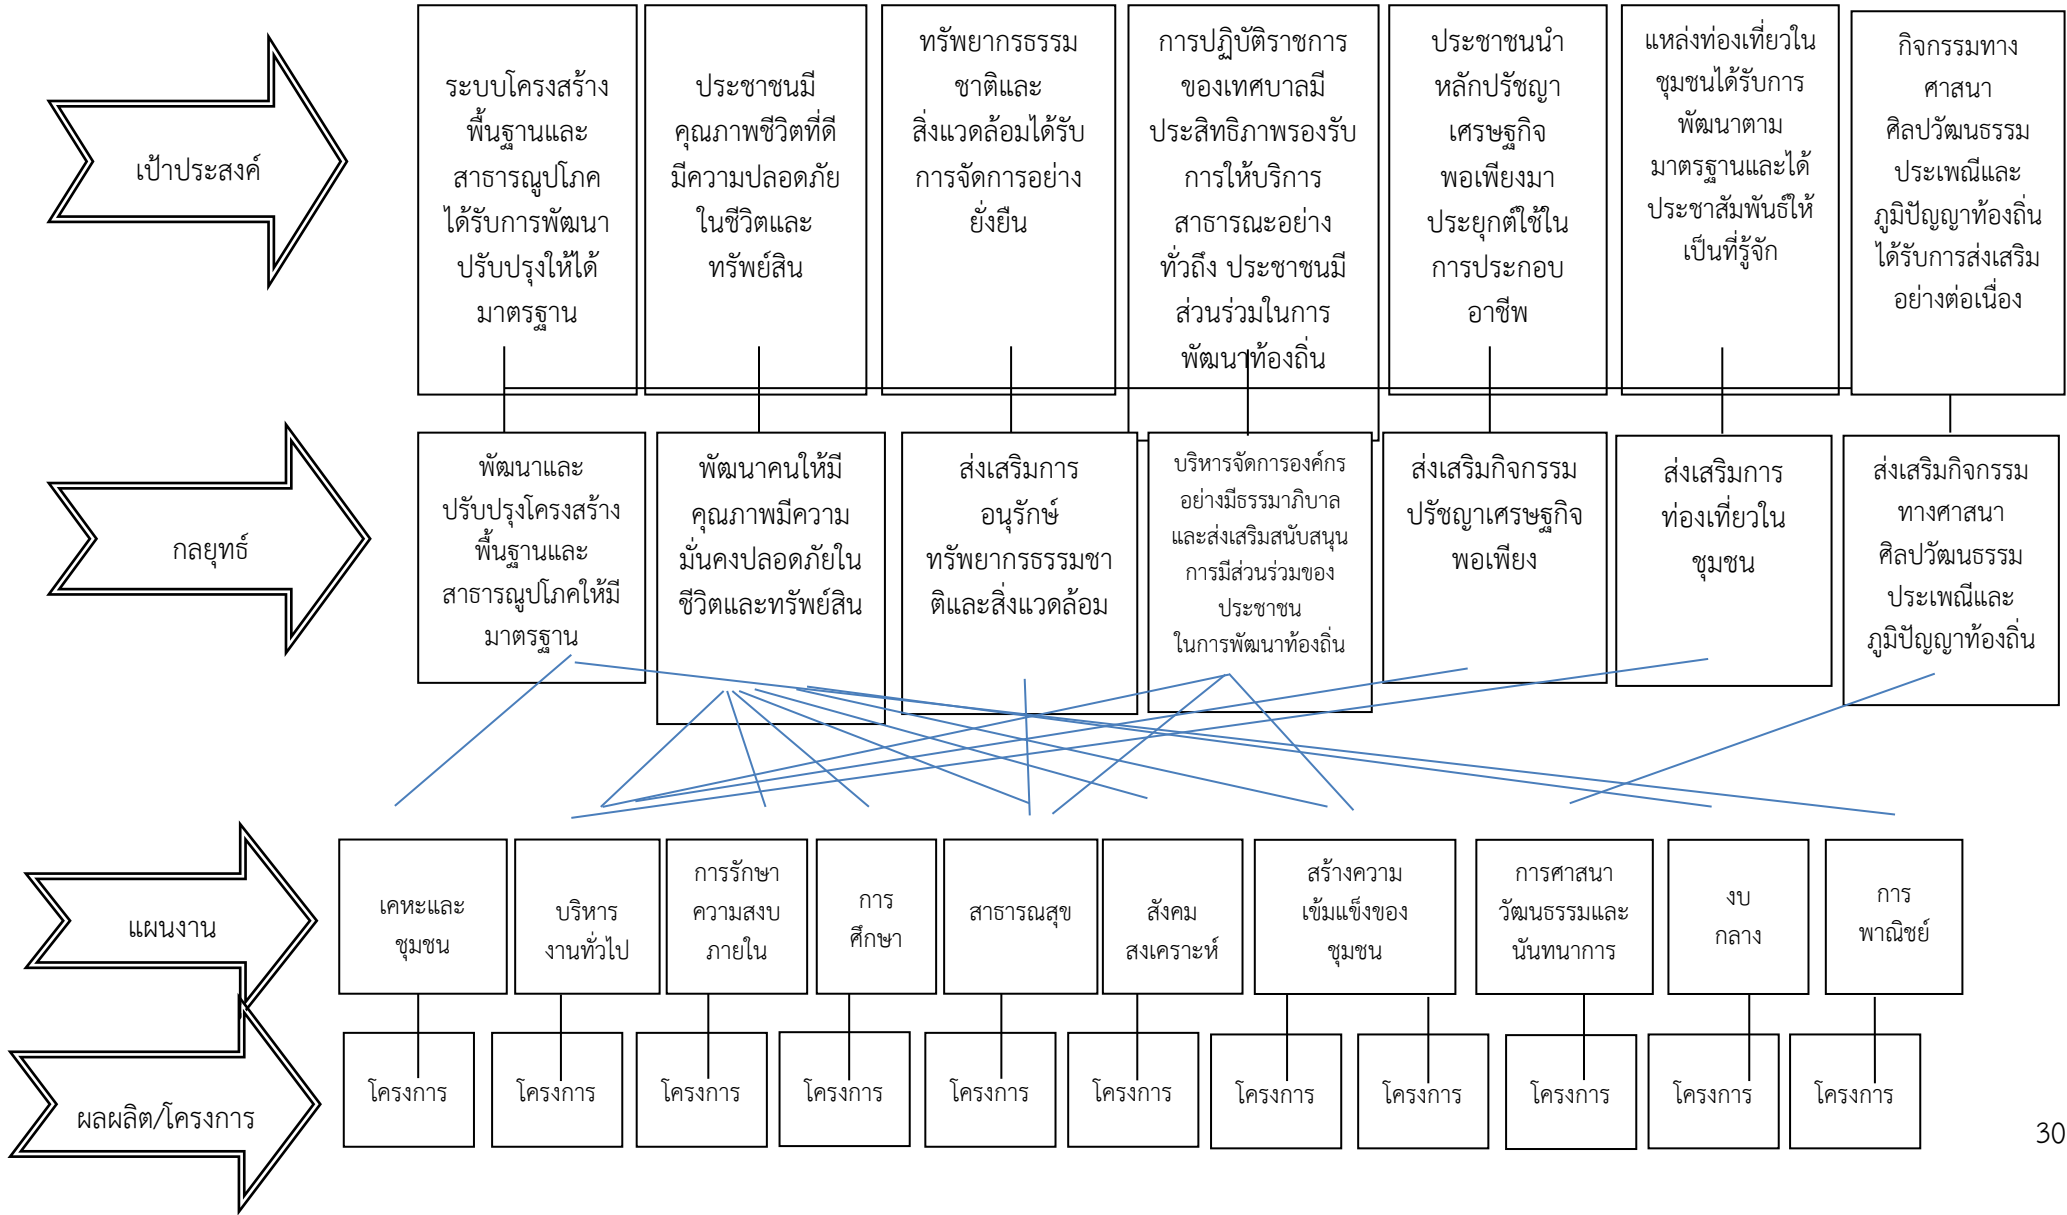 เป้าประสงค์
ระบบโครงสร้าง
พื้นฐานและ
สาธารณูปโภค
ได้รับการพัฒนา
ปรับปรุงให้ได้
มาตรฐาน
ประชาชนมี
คุณภาพชีวิตที่ดี
มีความปลอดภัย
ในชีวิตและ
ทรัพย์สิน
ทรัพยากรธรรม
ชาติและ
สิ่งแวดล้อมได้รับ
การจัดการอย่าง
ยั่งยืน
การปฏิบัติราชการ
ของเทศบาลมี
ประสิทธิภาพรองรับ
การให้บริการ
สาธารณะอย่าง
ทั่วถึง ประชาชนมี
ส่วนร่วมในการ
พัฒนาท้องถิ่น
ประชาชนนำ
หลักปรัชญา
เศรษฐกิจ
พอเพียงมา
ประยุกต์ใช้ใน
การประกอบ
อาชีพ
แหล่งท่องเที่ยวใน
ชุมชนได้รับการ
พัฒนาตาม
มาตรฐานและได้
ประชาสัมพันธ์ให้
เป็นที่รู้จัก
กิจกรรมทาง
ศาสนา
ศิลปวัฒนธรรม
ประเพณีและ
ภูมิปัญญาท้องถิ่น
ได้รับการส่งเสริม
อย่างต่อเนื่อง
กลยุทธ์
พัฒนาและ
ปรับปรุงโครงสร้าง
พื้นฐานและ
สาธารณูปโภคให้มี
มาตรฐาน
พัฒนาคนให้มี
คุณภาพมีความ
มั่นคงปลอดภัยใน
ชีวิตและทรัพย์สิน
ส่งเสริมการ
อนุรักษ์
ทรัพยากรธรรมชา
ติและสิ่งแวดล้อม
บริหารจัดการองค์กร
อย่างมีธรรมาภิบาล
และส่งเสริมสนับสนุน
การมีส่วนร่วมของ
ประชาชน
ในการพัฒนาท้องถิ่น
ส่งเสริมกิจกรรม
ปรัชญาเศรษฐกิจ
พอเพียง
ส่งเสริมการ
ท่องเที่ยวใน
ชุมชน
ส่งเสริมกิจกรรม
ทางศาสนา
ศิลปวัฒนธรรม
ประเพณีและ
ภูมิปัญญาท้องถิ่น
แผนงาน
เคหะและ
ชุมชน
บริหาร
งานทั่วไป
การรักษา
ความสงบ
ภายใน
การ
ศึกษา
สาธารณสุข
สังคม
สงเคราะห์
สร้างความ
เข้มแข็งของ
ชุมชน
การศาสนา
วัฒนธรรมและ
นันทนาการ
งบ
กลาง
การ
พาณิชย์
ผลผลิต/โครงการ
โครงการ
โครงการ
โครงการ
โครงการ
โครงการ
โครงการ
โครงการ
โครงการ
โครงการ
โครงการ
โครงการ
30